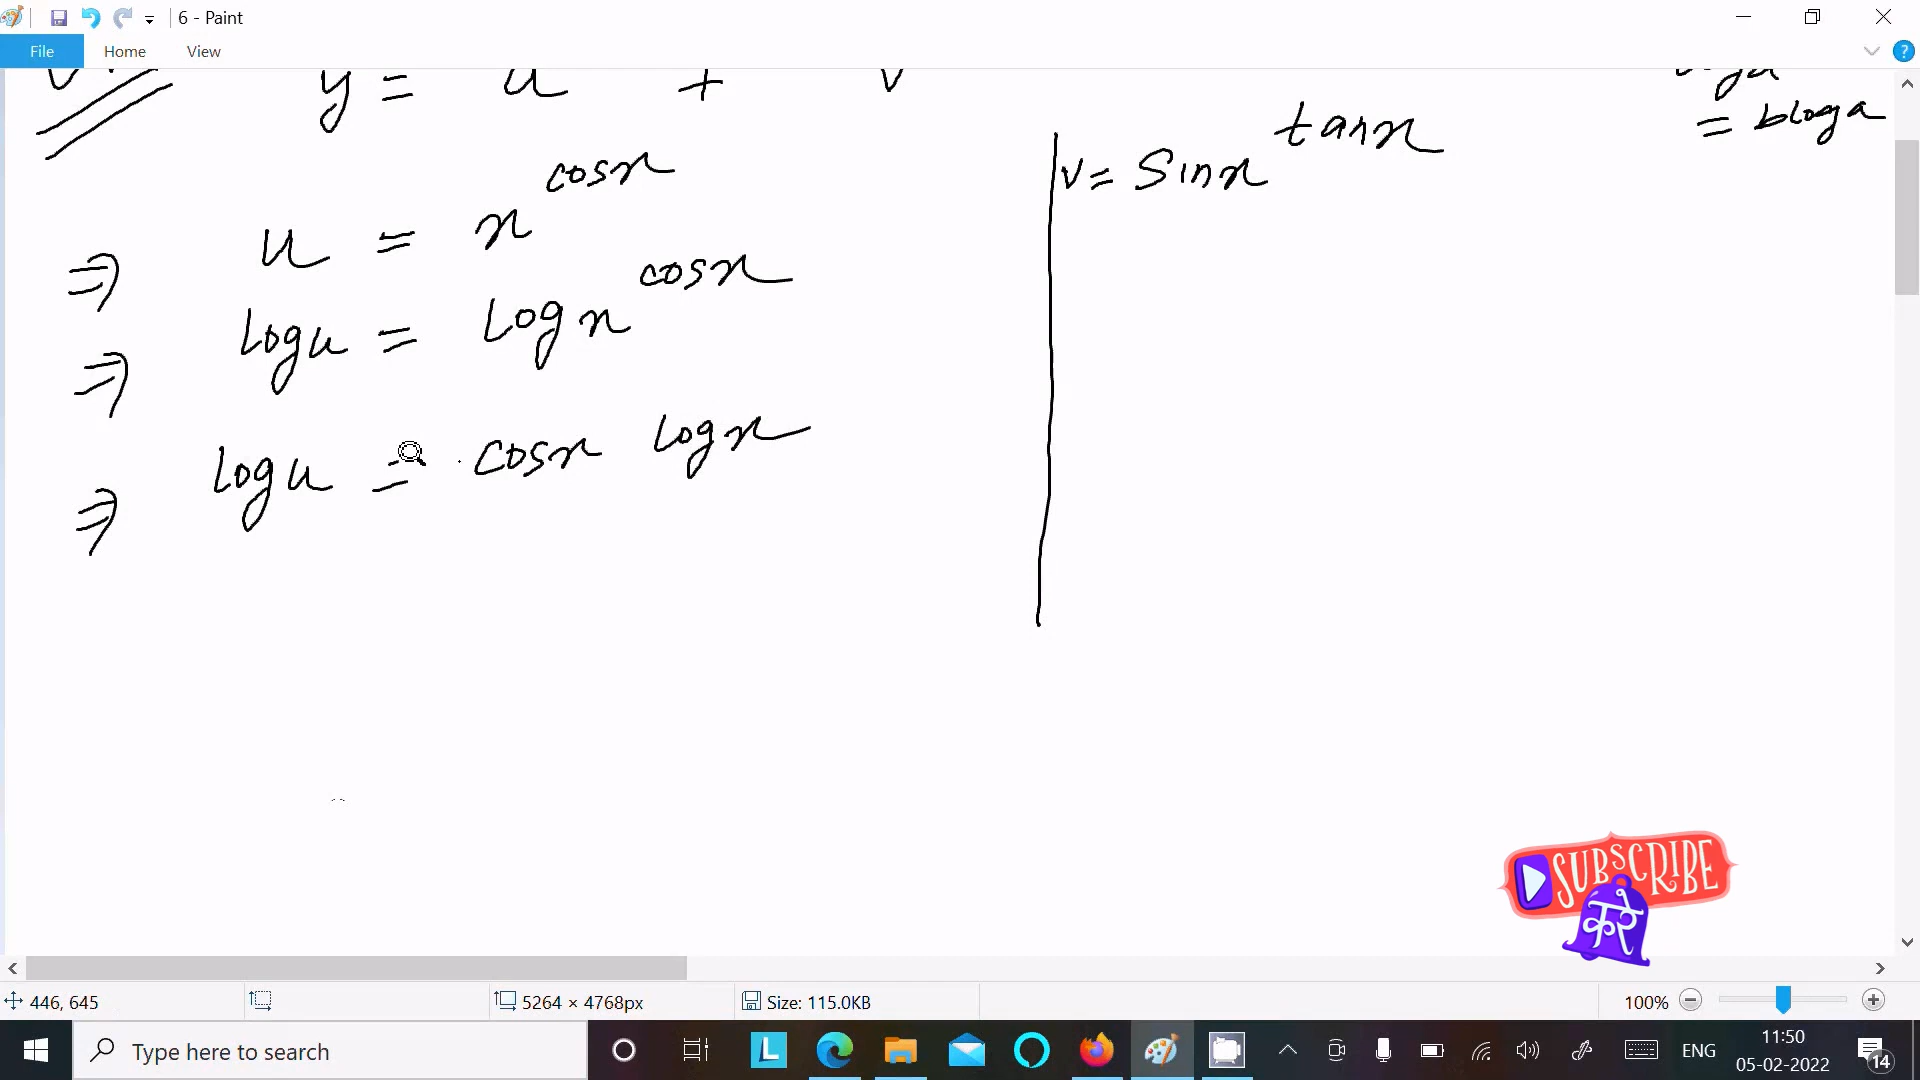 6 - Paint
File Home View
y = u + v
= bloga
v = Sinx^tanx
⇒ u = x^cosx
⇒ logu = logx^cosx
⇒ logu = cosx logx
SUBSCRIBE
करे
446, 645 5264 × 4768px Size: 115.0KB 100%
Type here to search
L
ENG
11:50
05-02-2022
14